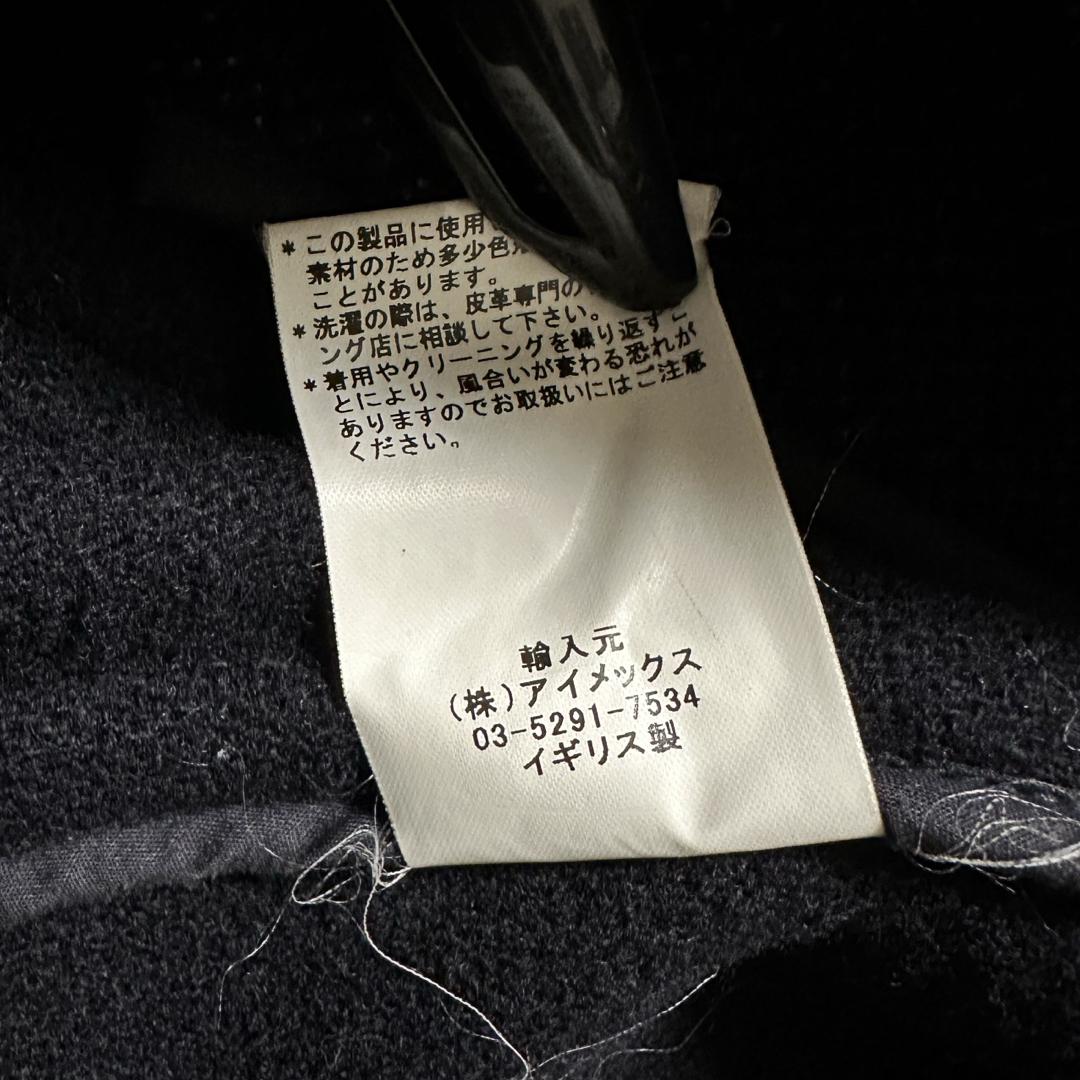 *この製品に使用
素材のため多少色
ことがあります。
*洗濯の際は、皮革専門の
ング店に相談して下さい。
*着用やクリーニングを繰り返すこ
とにより、風合いが変わる恐れが
ありますのでお取扱いにはご注意
ください。
輸入元
(株)アイメックス
03-5291-7534
イギリス製